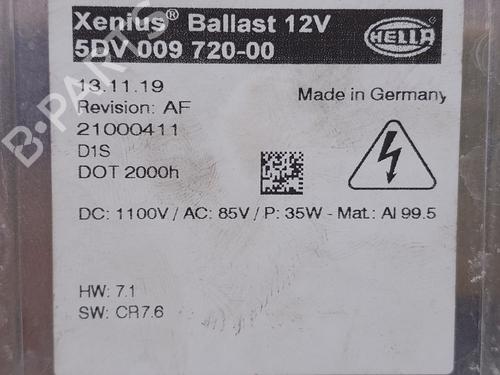 Xenius® Ballast 12V
5DV 009 720-00
HELLA
13.11.19
Made in Germany
Revision: AF
21000411
D1S
DOT 2000h
DC: 1100V / AC: 85V / P: 35W - Mat.: Al 99.5
HW: 7.1
SW: CR7.6
B-PARTS